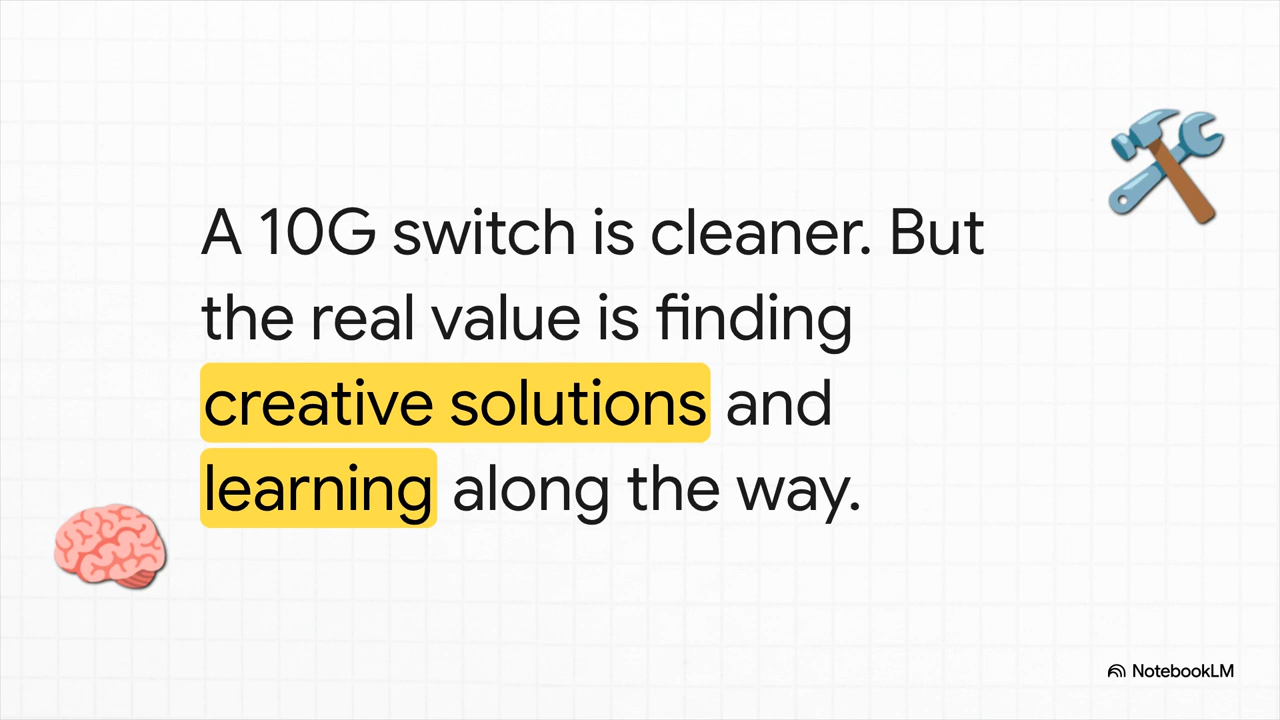 A 10G switch is cleaner. But
the real value is finding
creative solutions and
learning along the way.
NotebookLM